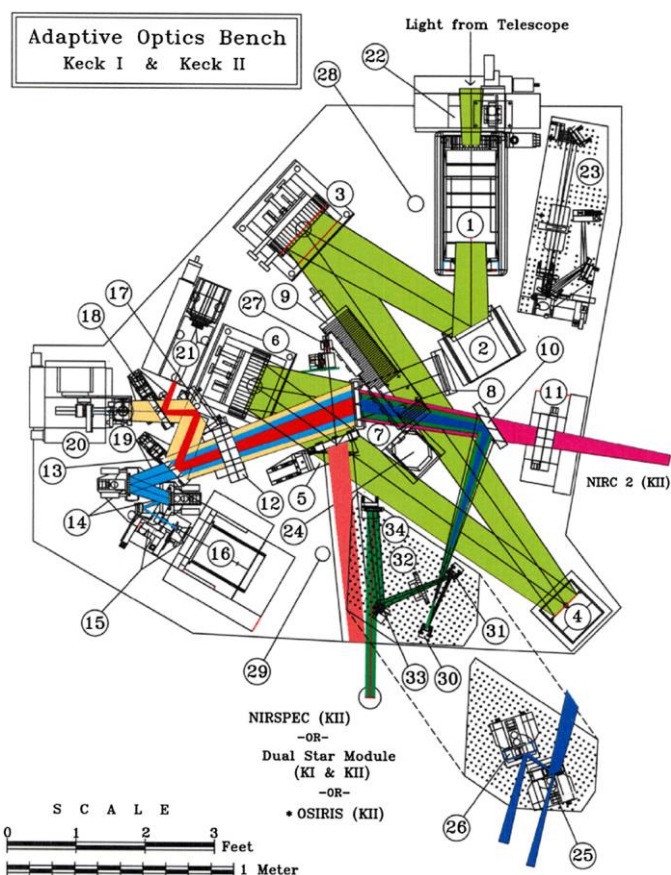 Adaptive Optics Bench
Keck I & Keck II
Light from Telescope
22
28
23
3
1
9
27
17
18
6
21
2
10
8
11
20
19
7
13
12
5
NIRC 2 (KII)
14
24
16
34
32
4
15
31
29
33
30
NIRSPEC (KII)
-OR-
Dual Star Module
(KI & KII)
-OR-
* OSIRIS (KII)
26
25
S C A L E
0 1 2 3
Feet
1 Meter